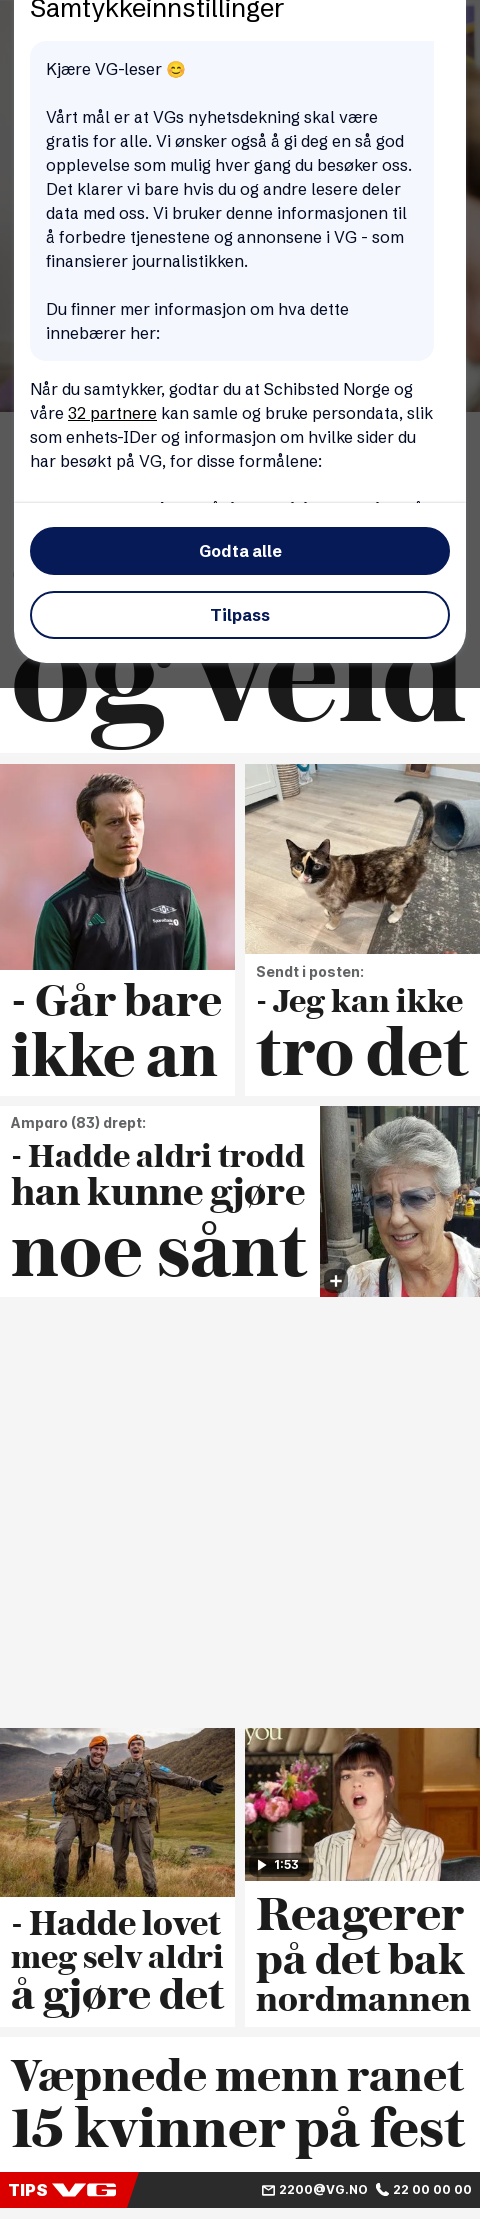 Samtykkeinnstillinger
Kjære VG-leser 😊
Vårt mål er at VGs nyhetsdekning skal være
gratis for alle. Vi ønsker også å gi deg en så god
opplevelse som mulig hver gang du besøker oss.
Det klarer vi bare hvis du og andre lesere deler
data med oss. Vi bruker denne informasjonen til
å forbedre tjenestene og annonsene i VG - som
finansierer journalistikken.
Du finner mer informasjon om hva dette
innebærer her:
Når du samtykker, godtar du at Schibsted Norge og
våre 32 partnere kan samle og bruke persondata, slik
som enhets-IDer og informasjon om hvilke sider du
har besøkt på VG, for disse formålene:
Godta alle
Tilpass
og veld
- Går bare
ikke an
Sendt i posten:
- Jeg kan ikke
tro det
Amparo (83) drept:
- Hadde aldri trodd
han kunne gjøre
noe sånt
- Hadde lovet
meg selv aldri
å gjøre det
you
1:53
Reagerer
på det bak
nordmannen
Væpnede menn ranet
15 kvinner på fest
TIPS VG
2200@VG.NO 22 00 00 00